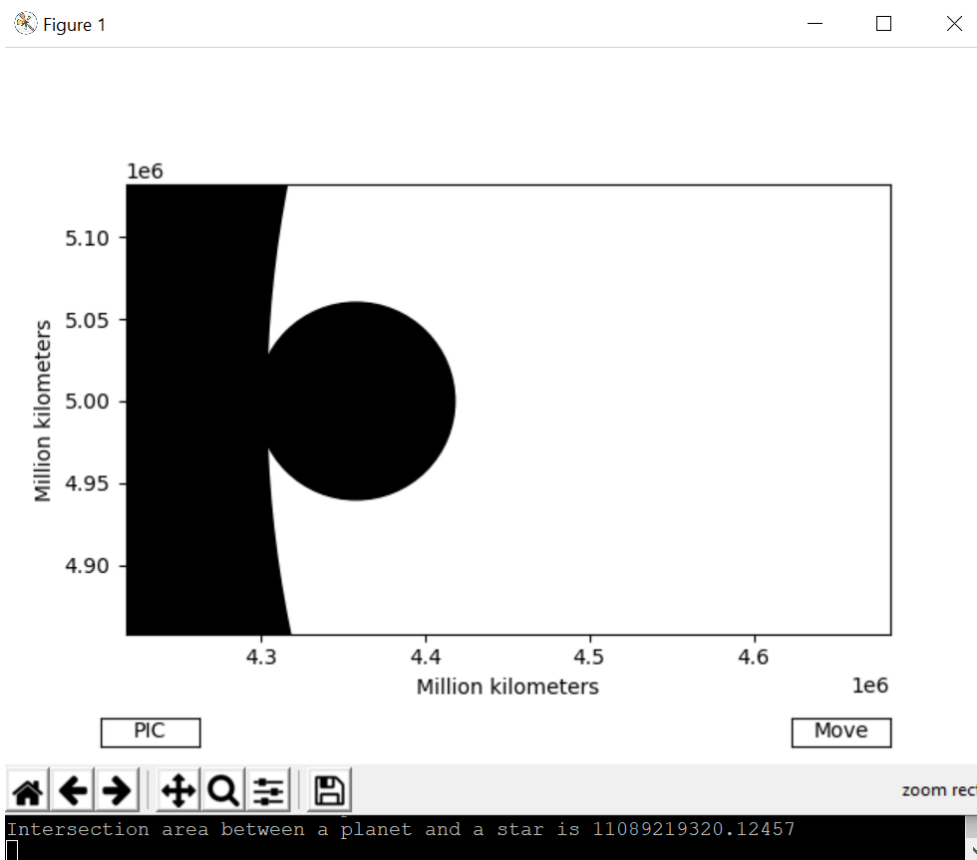 Figure 1
1e6
5.10
5.05
5.00
4.95
4.90
Million kilometers
4.3 4.4 4.5 4.6
Million kilometers
1e6
PIC
Move
zoom rect
Intersection area between a planet and a star is 11089219320.12457